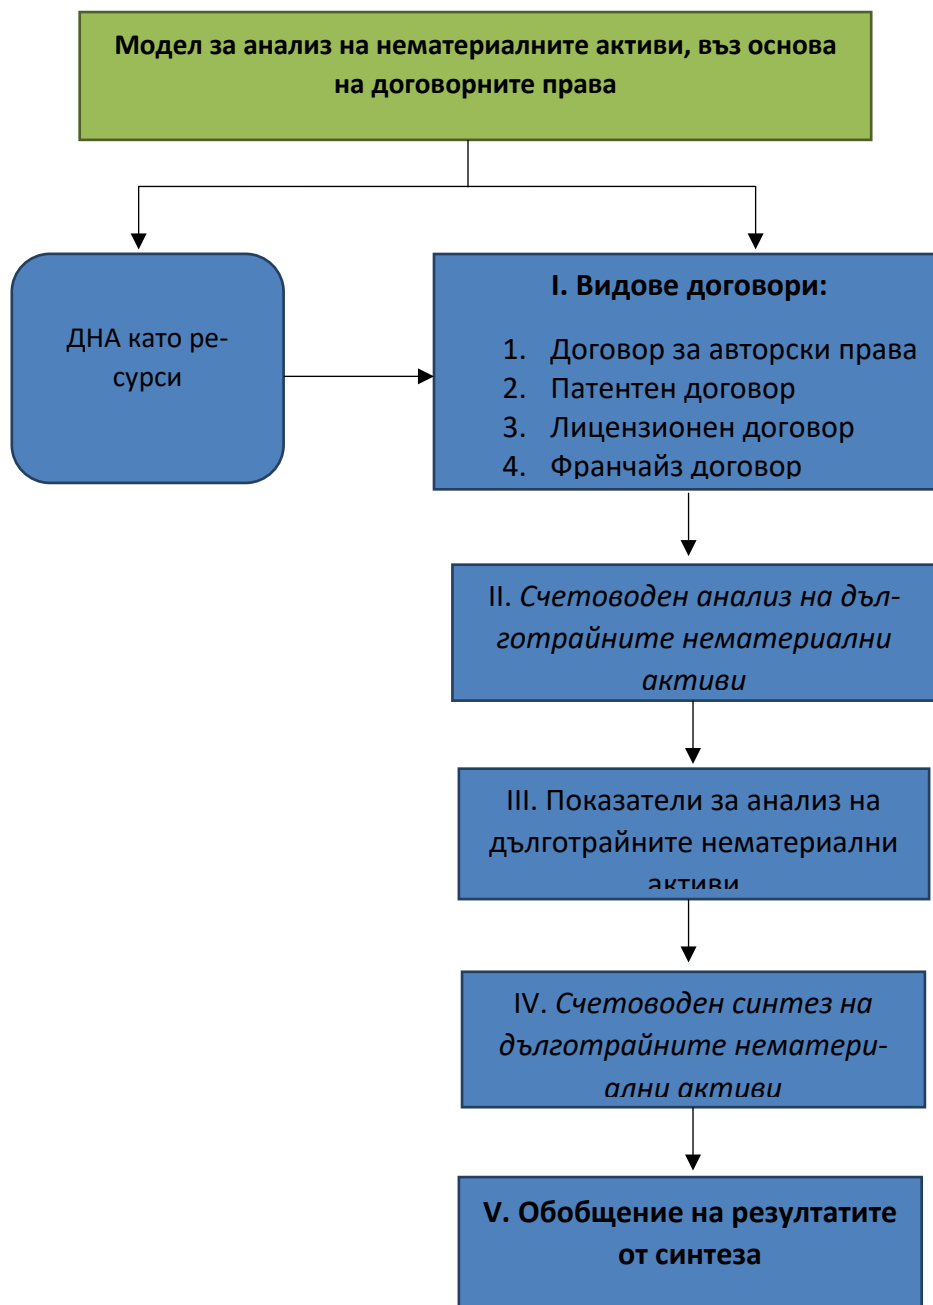 Модел за анализ на нематериалните активи, въз основа
на договорните права
ДНА като ре-
сурси
I. Видове договори:
1. Договор за авторски права
2. Патентен договор
3. Лицензионен договор
4. Франчайз договор
II. Счетоводен анализ на дъл-
готрайните нематериални
активи
III. Показатели за анализ на
дълготрайните нематериални
активи
IV. Счетоводен синтез на
дълготрайните нематери-
ални активи
V. Обобщение на резултатите
от синтеза